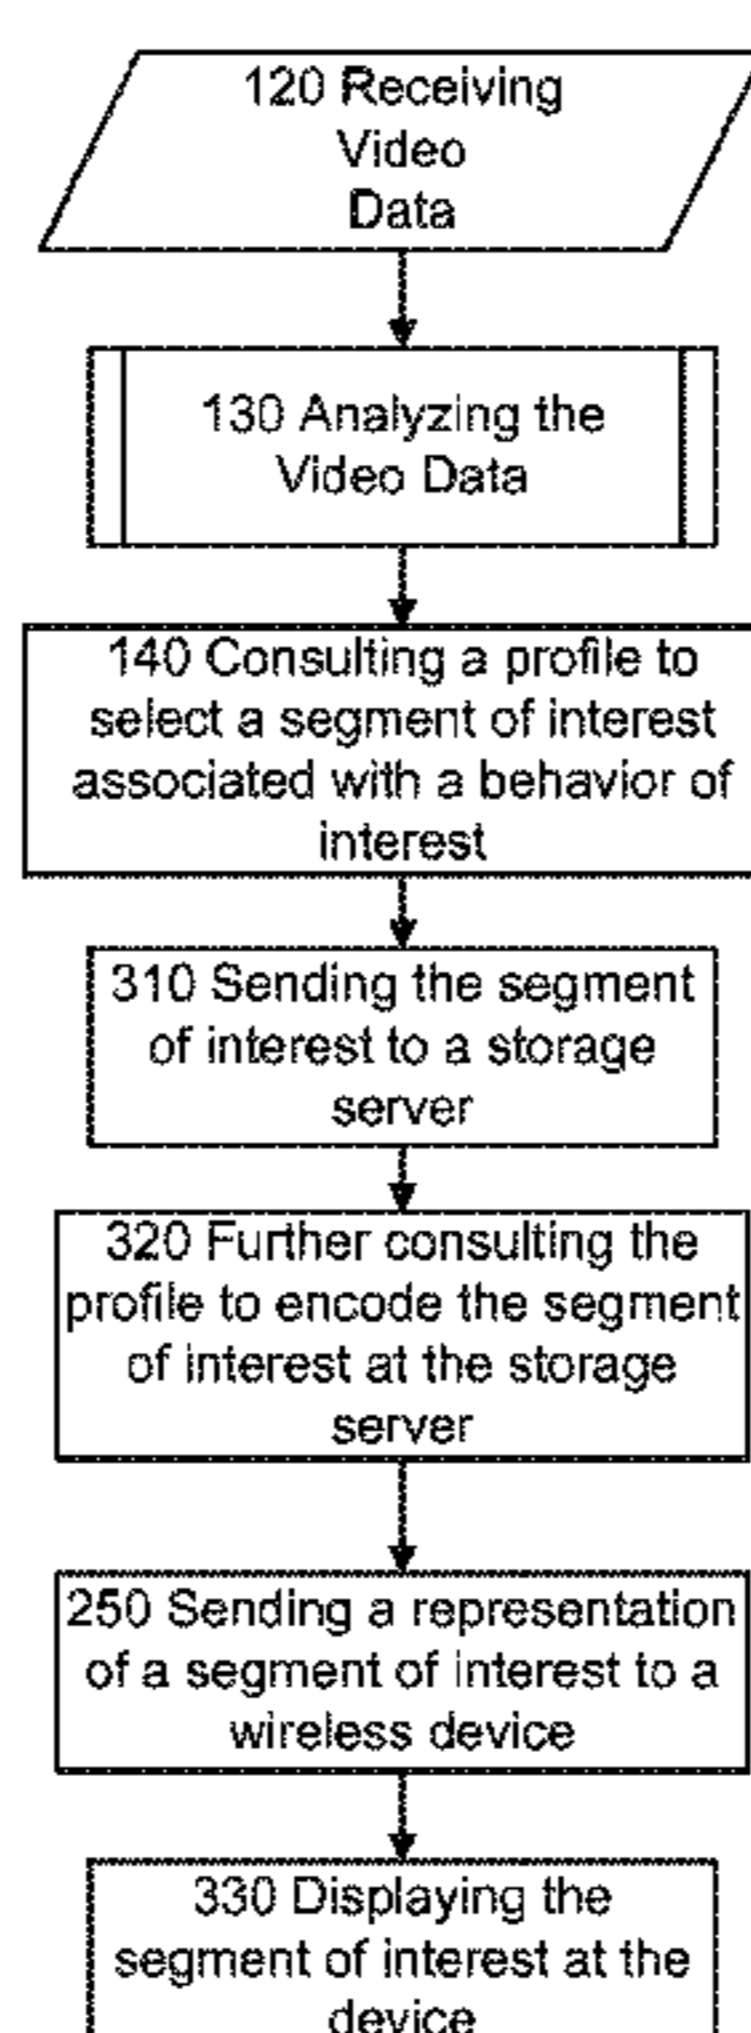 120 Receiving
Video
Data
130 Analyzing the
Video Data
140 Consulting a profile to
select a segment of interest
associated with a behavior of
interest
310 Sending the segment
of interest to a storage
server
320 Further consulting the
profile to encode the segment
of interest at the storage
server
250 Sending a representation
of a segment of interest to a
wireless device
330 Displaying the
segment of interest at the
device